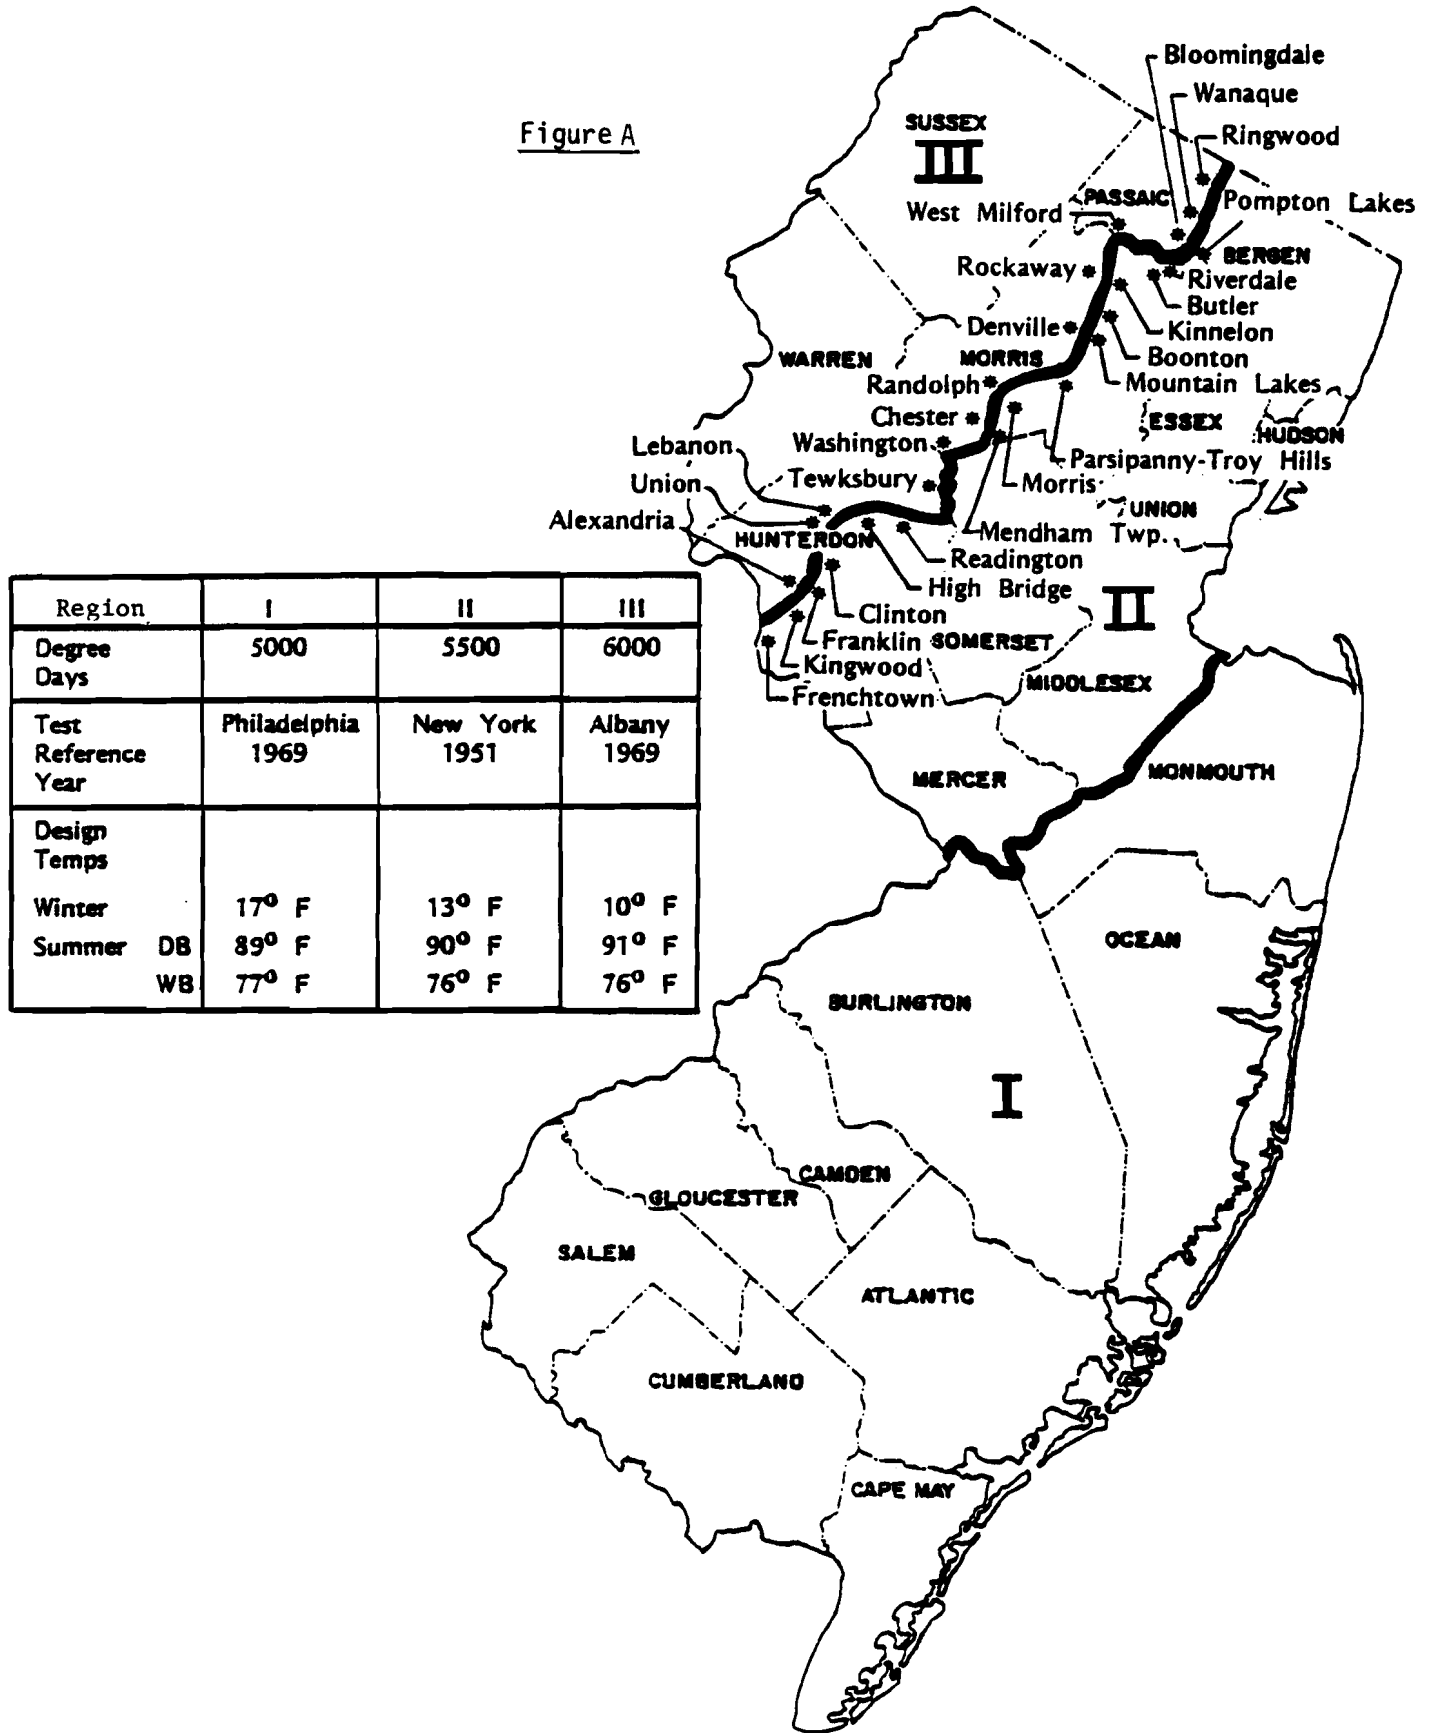 Figure A
Bloomingdale
Wanaque
Ringwood
SUSSEX
III
PASSAIC
Pompton Lakes
West Milford
BERGEN
Rockaway
Riverdale
Butler
Denville
Kinnelon
WARREN
MORRIS
Boonton
Randolph
Mountain Lakes
Chester
ESSEX
HUDSON
Lebanon
Washington
Parsipanny-Troy Hills
Union
Tewksbury
Morris
UNION
Alexandria
HUNTERDON
Mendham Twp.
Readington
High Bridge
II
Clinton
Franklin
SOMERSET
Kingwood
MIDDLESEX
Frenchtown
MERCER
MONMOUTH
OCEAN
BURLINGTON
I
CAMDEN
GLOUCESTER
SALEM
ATLANTIC
CUMBERLAND
CAPE MAY
Region I II III
Degree 5000 5500 6000
Days
Test Philadelphia New York Albany
Reference 1969 1951 1969
Year
Design
Temps
Winter 17° F 13° F 10° F
Summer DB 89° F 90° F 91° F
WB 77° F 76° F 76° F